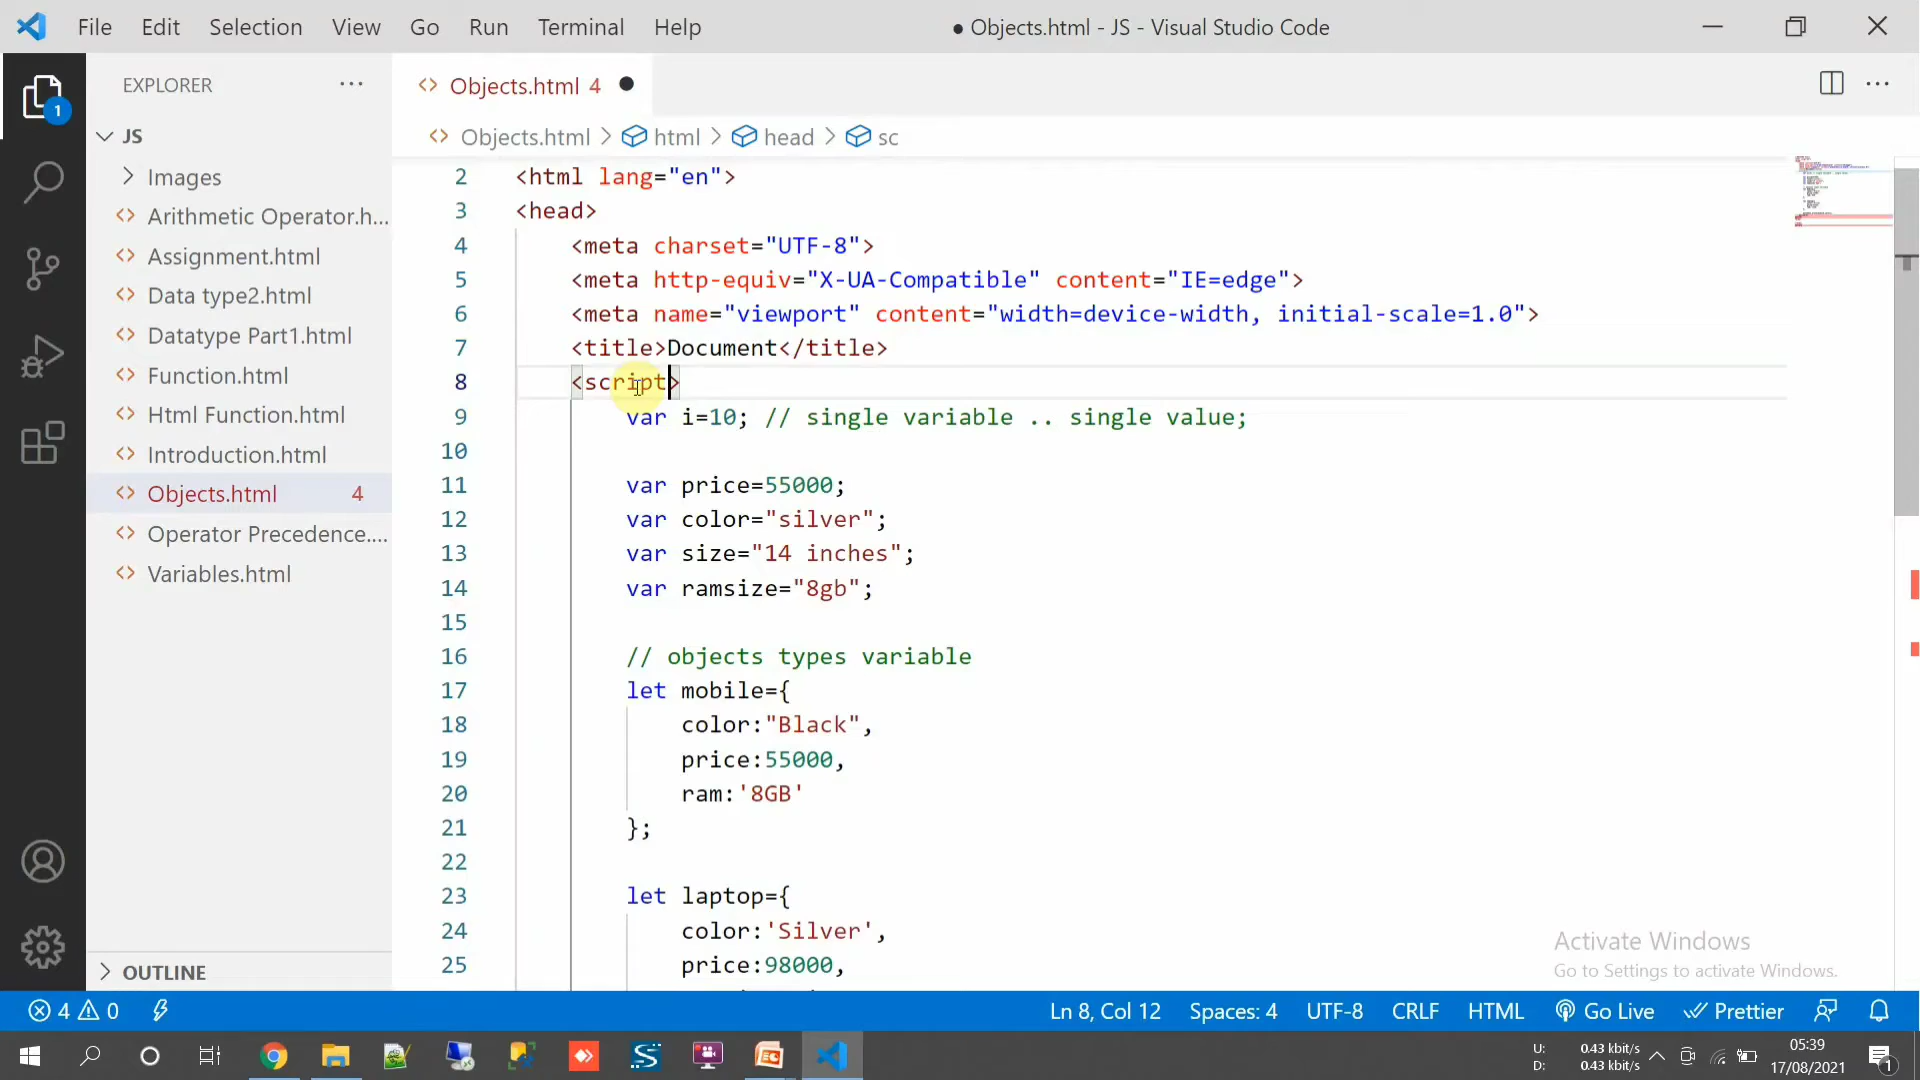 File Edit Selection View Go Run Terminal Help
● Objects.html - JS - Visual Studio Code
EXPLORER
1
JS
Images
Arithmetic Operator.h...
Assignment.html
Data type2.html
Datatype Part1.html
Function.html
Html Function.html
Introduction.html
Objects.html 4
Operator Precedence....
Variables.html
OUTLINE
Objects.html 4
Objects.html > html > head > sc
2 <html lang="en">
3 <head>
4 <meta charset="UTF-8">
5 <meta http-equiv="X-UA-Compatible" content="IE=edge">
6 <meta name="viewport" content="width=device-width, initial-scale=1.0">
7 <title>Document</title>
8 <script>
9 var i=10; // single variable .. single value;
10
11 var price=55000;
12 var color="silver";
13 var size="14 inches";
14 var ramsize="8gb";
15
16 // objects types variable
17 let mobile={
18 color:"Black",
19 price:55000,
20 ram:'8GB'
21 };
22
23 let laptop={
24 color:'Silver',
25 price:98000,
Activate Windows
Go to Settings to activate Windows.
4 0
Ln 8, Col 12 Spaces: 4 UTF-8 CRLF HTML Go Live Prettier
U: 0.43 kbit/s
D: 0.43 kbit/s
05:39
17/08/2021
1